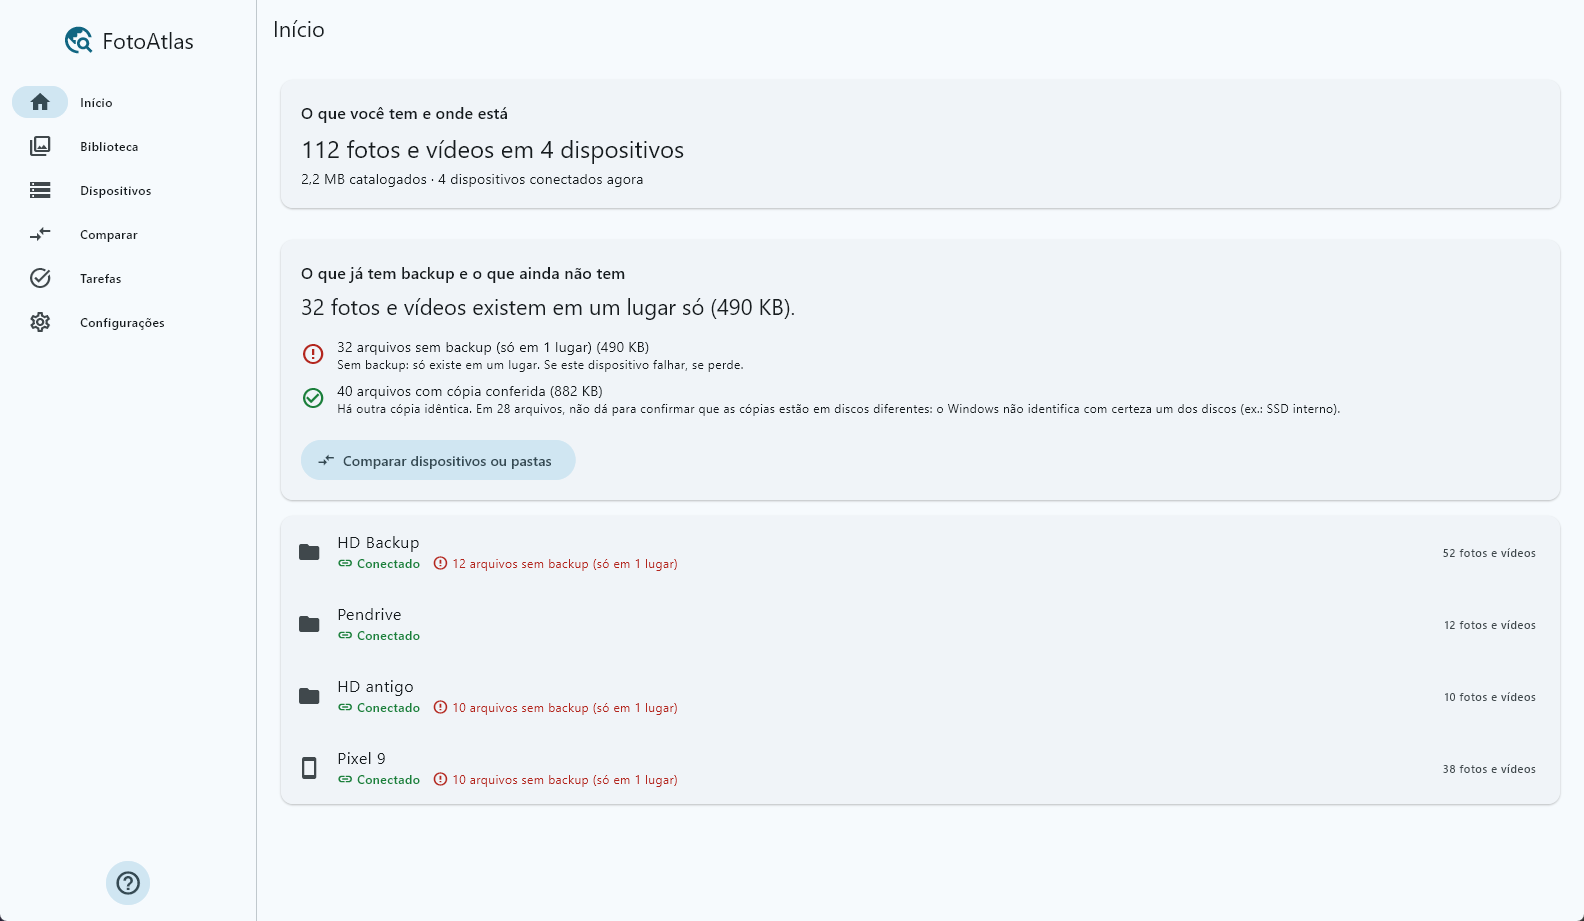 FotoAtlas
Início
Biblioteca
Dispositivos
Comparar
Tarefas
Configurações
Início
O que você tem e onde está
112 fotos e vídeos em 4 dispositivos
2,2 MB catalogados · 4 dispositivos conectados agora
O que já tem backup e o que ainda não tem
32 fotos e vídeos existem em um lugar só (490 KB).
32 arquivos sem backup (só em 1 lugar) (490 KB)
Sem backup: só existe em um lugar. Se este dispositivo falhar, se perde.
40 arquivos com cópia conferida (882 KB)
Há outra cópia idêntica. Em 28 arquivos, não dá para confirmar que as cópias estão em discos diferentes: o Windows não identifica com certeza um dos discos (ex.: SSD interno).
Comparar dispositivos ou pastas
HD Backup
Conectado 12 arquivos sem backup (só em 1 lugar)
52 fotos e vídeos
Pendrive
Conectado
12 fotos e vídeos
HD antigo
Conectado 10 arquivos sem backup (só em 1 lugar)
10 fotos e vídeos
Pixel 9
Conectado 10 arquivos sem backup (só em 1 lugar)
38 fotos e vídeos